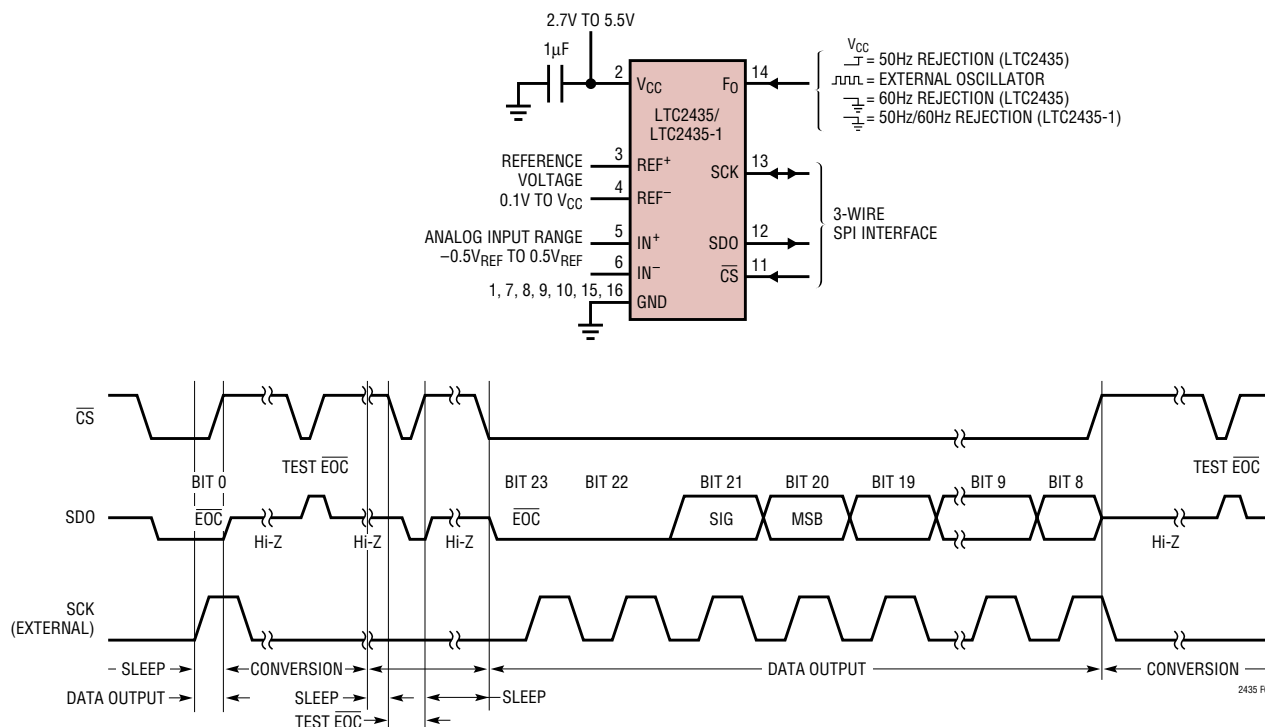 2.7V TO 5.5V
1µF
2
VCC
LTC2435/
LTC2435-1
FO
14
VCC
= 50Hz REJECTION (LTC2435)
= EXTERNAL OSCILLATOR
= 60Hz REJECTION (LTC2435)
= 50Hz/60Hz REJECTION (LTC2435-1)
REFERENCE
VOLTAGE
0.1V TO VCC
3
REF+
4
REF–
SCK
13
ANALOG INPUT RANGE
–0.5VREF TO 0.5VREF
5
IN+
6
IN–
SDO
12
CS
11
3-WIRE
SPI INTERFACE
1, 7, 8, 9, 10, 15, 16
GND
CS
TEST EOC
TEST EOC
BIT 0
BIT 23
BIT 22
BIT 21
BIT 20
BIT 19
BIT 9
BIT 8
SDO
EOC
EOC
SIG
MSB
Hi-Z
Hi-Z
Hi-Z
Hi-Z
SCK
(EXTERNAL)
SLEEP
CONVERSION
DATA OUTPUT
CONVERSION
DATA OUTPUT
SLEEP
SLEEP
TEST EOC
2435